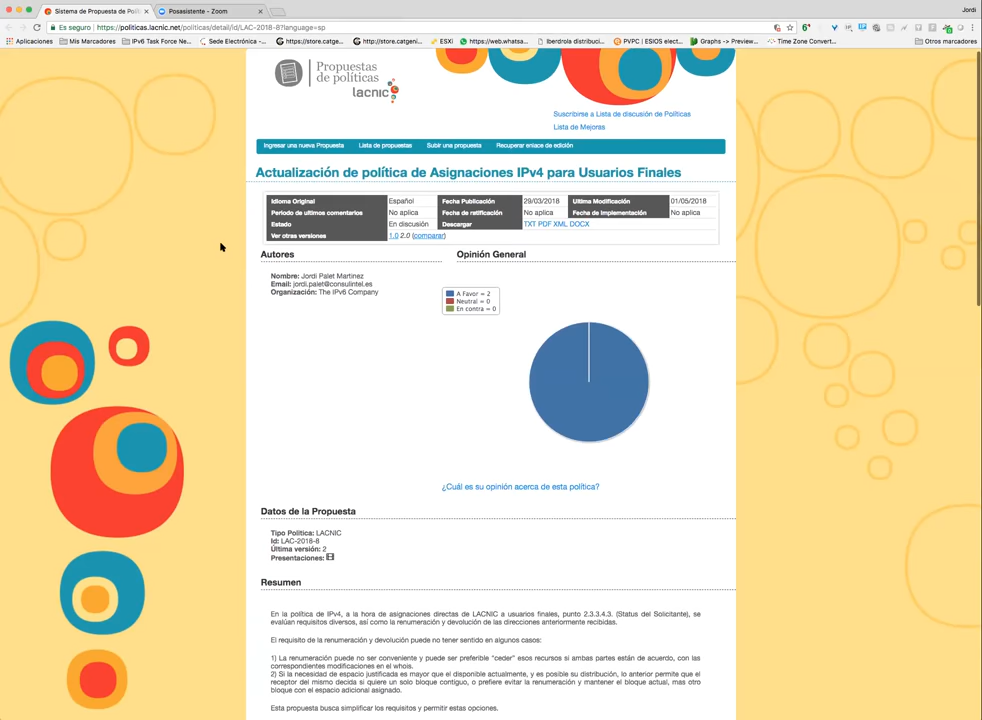 Sistema de Propuesta de Polí
Posasistente - Zoom
Jordi
Es seguro
https://politicas.lacnic.net/politicas/detail/id/LAC-2018-8?language=sp
Aplicaciones
Mis Marcadores
IPv6 Task Force Ne...
Sede Electrónica -...
https://store.catge...
http://store.catgeni...
ESXi
https://web.whatsa...
Iberdrola distribuci...
PVPC | ESIOS elect...
Graphs -> Preview...
Time Zone Convert...
Otros marcadores
Propuestas
de políticas
lacnic
Suscribirse a Lista de discusión de Políticas
Lista de Mejoras
Ingresar una nueva Propuesta
Lista de propuestas
Subir una propuesta
Recuperar enlace de edición
Actualización de política de Asignaciones IPv4 para Usuarios Finales
Idioma Original Español Fecha Publicación 29/03/2018 Ultima Modificación 01/05/2018
Periodo de ultimos comentarios No aplica Fecha de ratificación No aplica Fecha de Implementación No aplica
Estado En discusión Descargar TXT PDF XML DOCX
Ver otras versiones 1.0 2.0 (comparar)
Autores
Opinión General
Nombre: Jordi Palet Martinez
Email: jordi.palet@consulintel.es
Organización: The IPv6 Company
A Favor = 2
Neutral = 0
En contra = 0
¿Cuál es su opinión acerca de esta política?
Datos de la Propuesta
Tipo Politica: LACNIC
Id: LAC-2018-8
Última versión: 2
Presentaciones:
Resumen
En la política de IPv4, a la hora de asignaciones directas de LACNIC a usuarios finales, punto 2.3.3.4.3. (Status del Solicitante), se
evalúan requisitos diversos, así como la renumeración y devolución de las direcciones anteriormente recibidas.
El requisito de la renumeración y devolución puede no tener sentido en algunos casos:
1) La renumeración puede no ser conveniente y puede ser preferible "ceder" esos recursos si ambas partes están de acuerdo, con las
correspondientes modificaciones en el whois.
2) Si la necesidad de espacio justificada es mayor que el disponible actualmente, y es posible su distribución, lo anterior permite que el
receptor del mismo decida si quiere un solo bloque contiguo, o prefiere evitar la renumeración y mantener el bloque actual, mas otro
bloque con el espacio adicional asignado.
Esta propuesta busca simplificar los requisitos y permitir estas opciones.